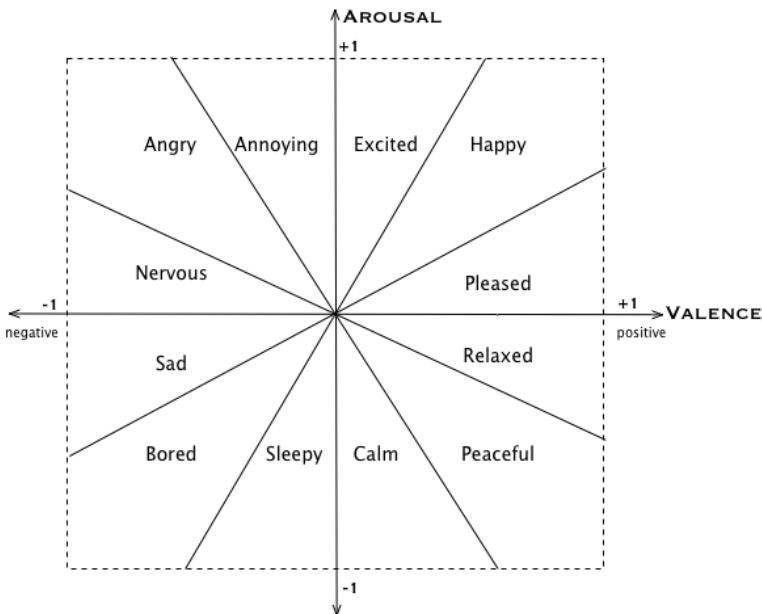 AROUSAL
+1
Angry
Annoying
Excited
Happy
Nervous
Pleased
-1
+1
VALENCE
negative
positive
Sad
Relaxed
Bored
Sleepy
Calm
Peaceful
-1